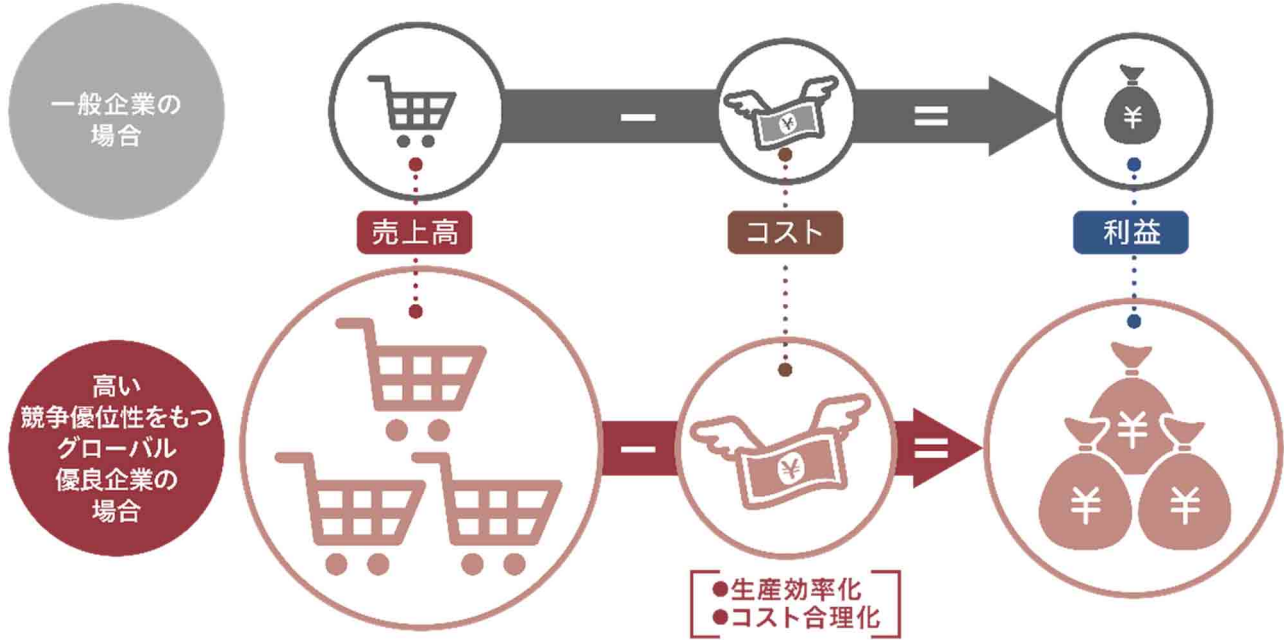 一般企業の
場合
−
¥
=
¥
売上高
コスト
利益
高い
競争優位性をもつ
グローバル
優良企業の
場合
−
¥
=
¥
¥
¥
●生産効率化
●コスト合理化